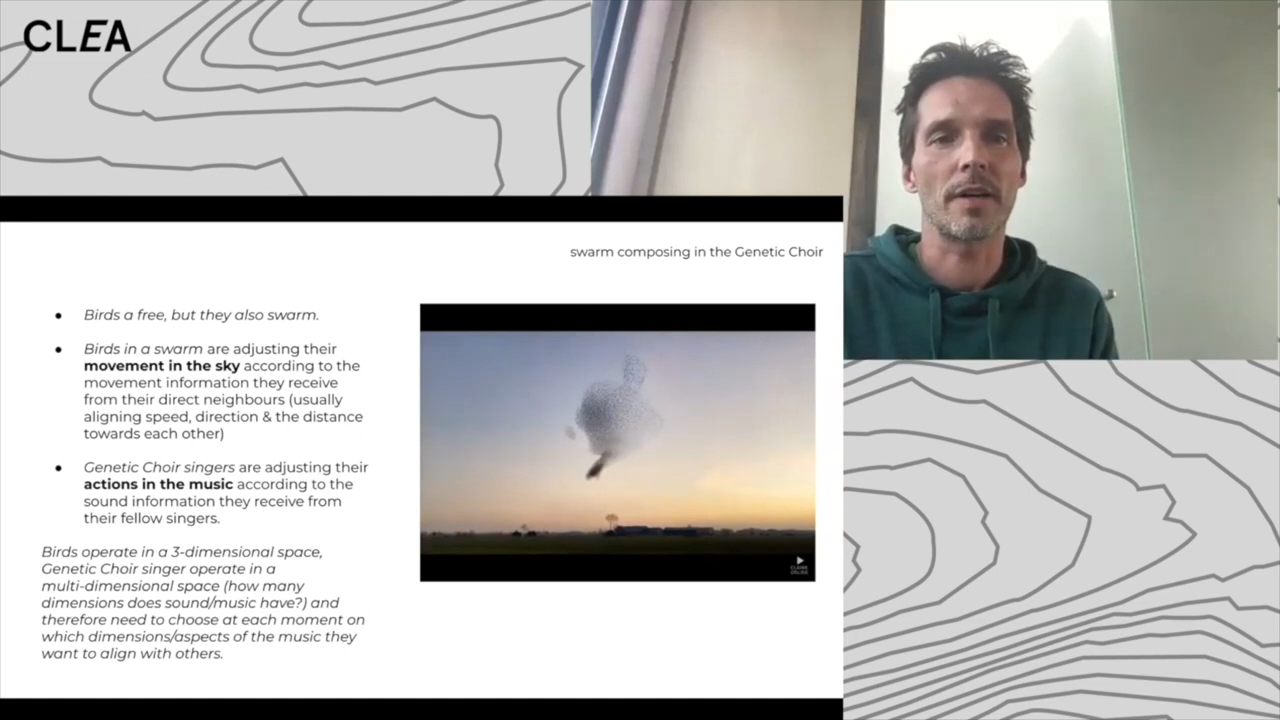 CLEA
swarm composing in the Genetic Choir
● Birds a free, but they also swarm.
● Birds in a swarm are adjusting their
movement in the sky according to the
movement information they receive
from their direct neighbours (usually
aligning speed, direction & the distance
towards each other)
● Genetic Choir singers are adjusting their
actions in the music according to the
sound information they receive from
their fellow singers.
Birds operate in a 3-dimensional space,
Genetic Choir singer operate in a
multi-dimensional space (how many
dimensions does sound/music have?) and
therefore need to choose at each moment on
which dimensions/aspects of the music they
want to align with others.